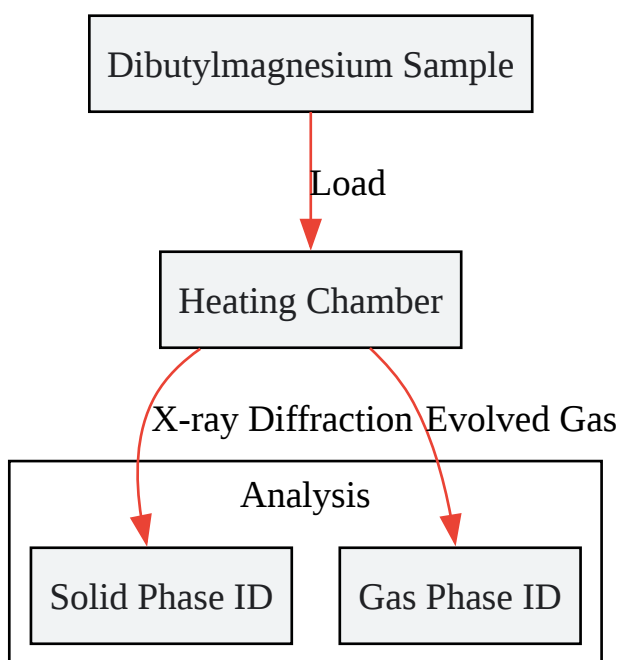 Dibutylmagnesium Sample
Load
Heating Chamber
X-ray Diffraction
Evolved Gas
Analysis
Solid Phase ID
Gas Phase ID